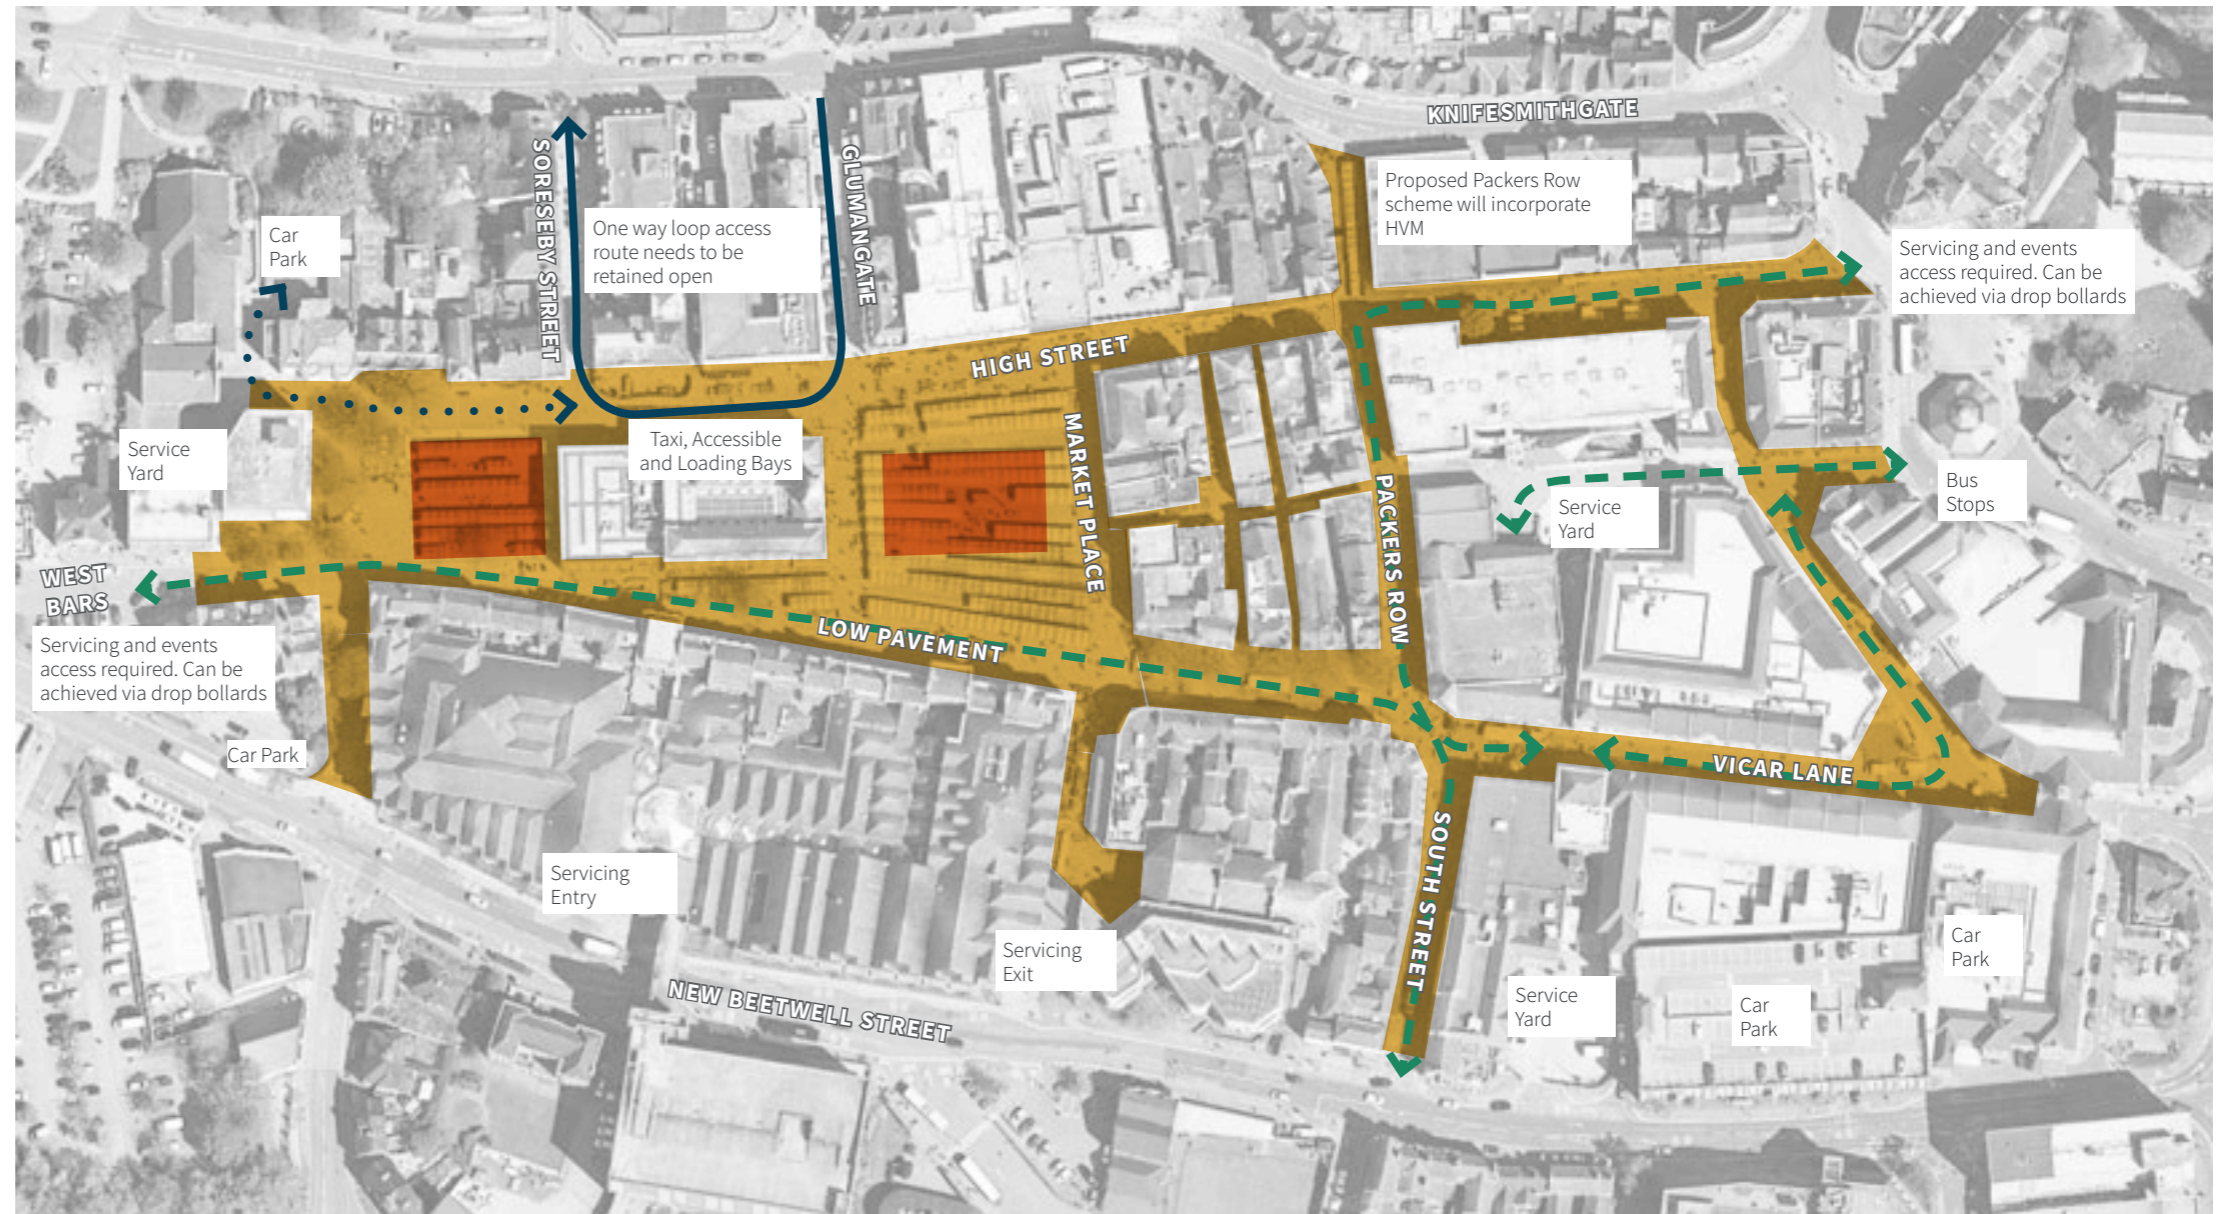 KNIFESMITHGATE
SORESEBY STREET
GLUMANGATE
Proposed Packers Row
scheme will incorporate
HVM
Car
Park
One way loop access
route needs to be
retained open
Servicing and events
access required. Can be
achieved via drop bollards
HIGH STREET
Service
Yard
Taxi, Accessible
and Loading Bays
MARKET PLACE
PACKERS ROW
Service
Yard
Bus
Stops
WEST
BARS
Servicing and events
access required. Can be
achieved via drop bollards
LOW PAVEMENT
Car Park
VICAR LANE
SOUTH STREET
Servicing
Entry
Servicing
Exit
Car
Park
NEW BEETWELL STREET
Service
Yard
Car
Park